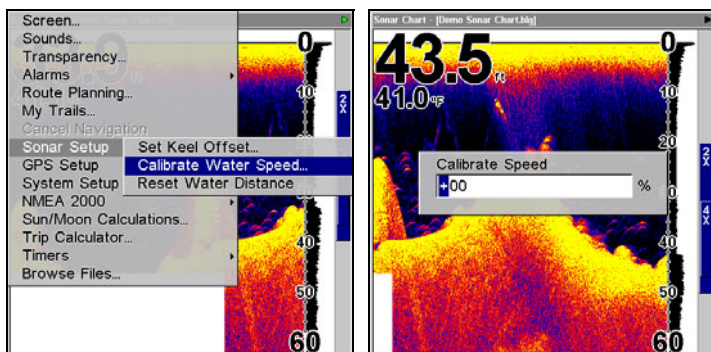 Screen...
Sounds...
Transparency...
Alarms
Route Planning...
My Trails...
Cancel Navigation
Sonar Setup
GPS Setup
System Setup
NMEA 2000
Sun/Moon Calculations...
Trip Calculator...
Timers
Browse Files...
Set Keel Offset...
Calibrate Water Speed...
Reset Water Distance
0
10
40
50
60
2X
Sonar Chart - [Demo Sonar Chart.blg]
43.5 ft
41.0 °F
Calibrate Speed
+00 %
0
10
20
40
50
60
2X
4X